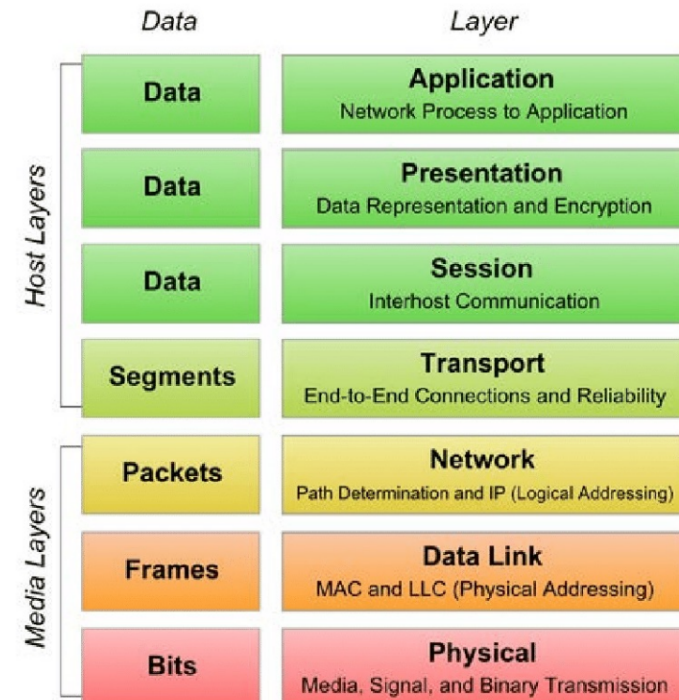 Data Layer
Host Layers
Data Application
Network Process to Application
Data Presentation
Data Representation and Encryption
Data Session
Interhost Communication
Segments Transport
End-to-End Connections and Reliability
Media Layers
Packets Network
Path Determination and IP (Logical Addressing)
Frames Data Link
MAC and LLC (Physical Addressing)
Bits Physical
Media, Signal, and Binary Transmission